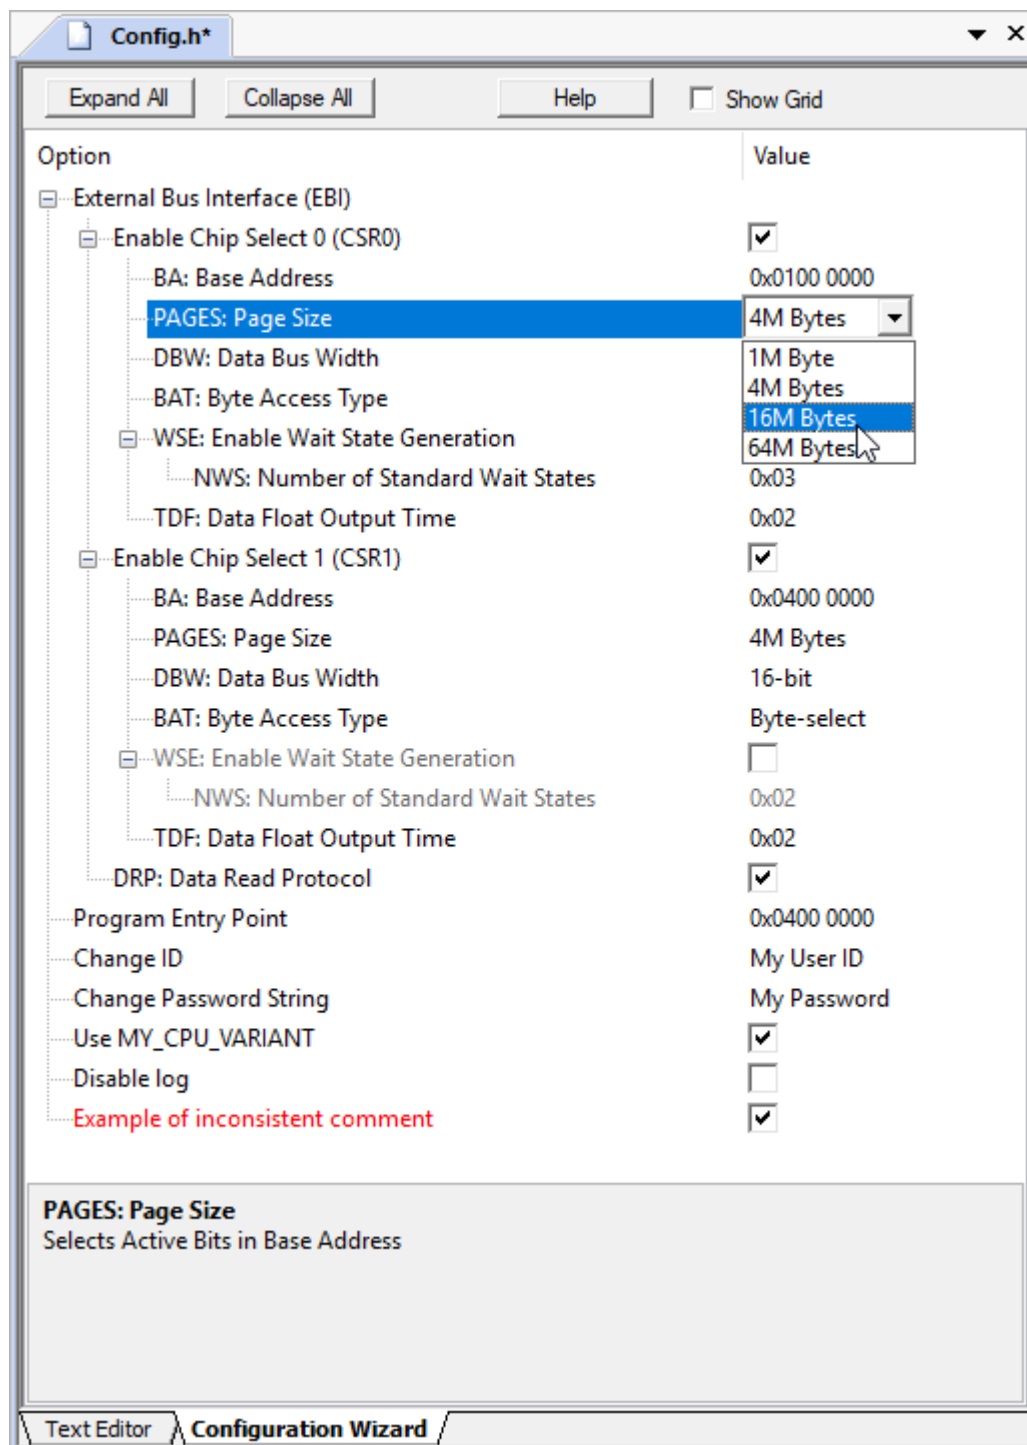 Config.h*
Expand All Collapse All Help Show Grid
Option Value
External Bus Interface (EBI)
Enable Chip Select 0 (CSR0)
BA: Base Address 0x0100 0000
PAGES: Page Size 4M Bytes
DBW: Data Bus Width 1M Byte
4M Bytes
BAT: Byte Access Type 16M Bytes
WSE: Enable Wait State Generation 64M Bytes
NWS: Number of Standard Wait States 0x03
TDF: Data Float Output Time 0x02
Enable Chip Select 1 (CSR1)
BA: Base Address 0x0400 0000
PAGES: Page Size 4M Bytes
DBW: Data Bus Width 16-bit
BAT: Byte Access Type Byte-select
WSE: Enable Wait State Generation
NWS: Number of Standard Wait States 0x02
TDF: Data Float Output Time 0x02
DRP: Data Read Protocol
Program Entry Point 0x0400 0000
Change ID My User ID
Change Password String My Password
Use MY_CPU_VARIANT
Disable log
Example of inconsistent comment
PAGES: Page Size
Selects Active Bits in Base Address
Text Editor Configuration Wizard